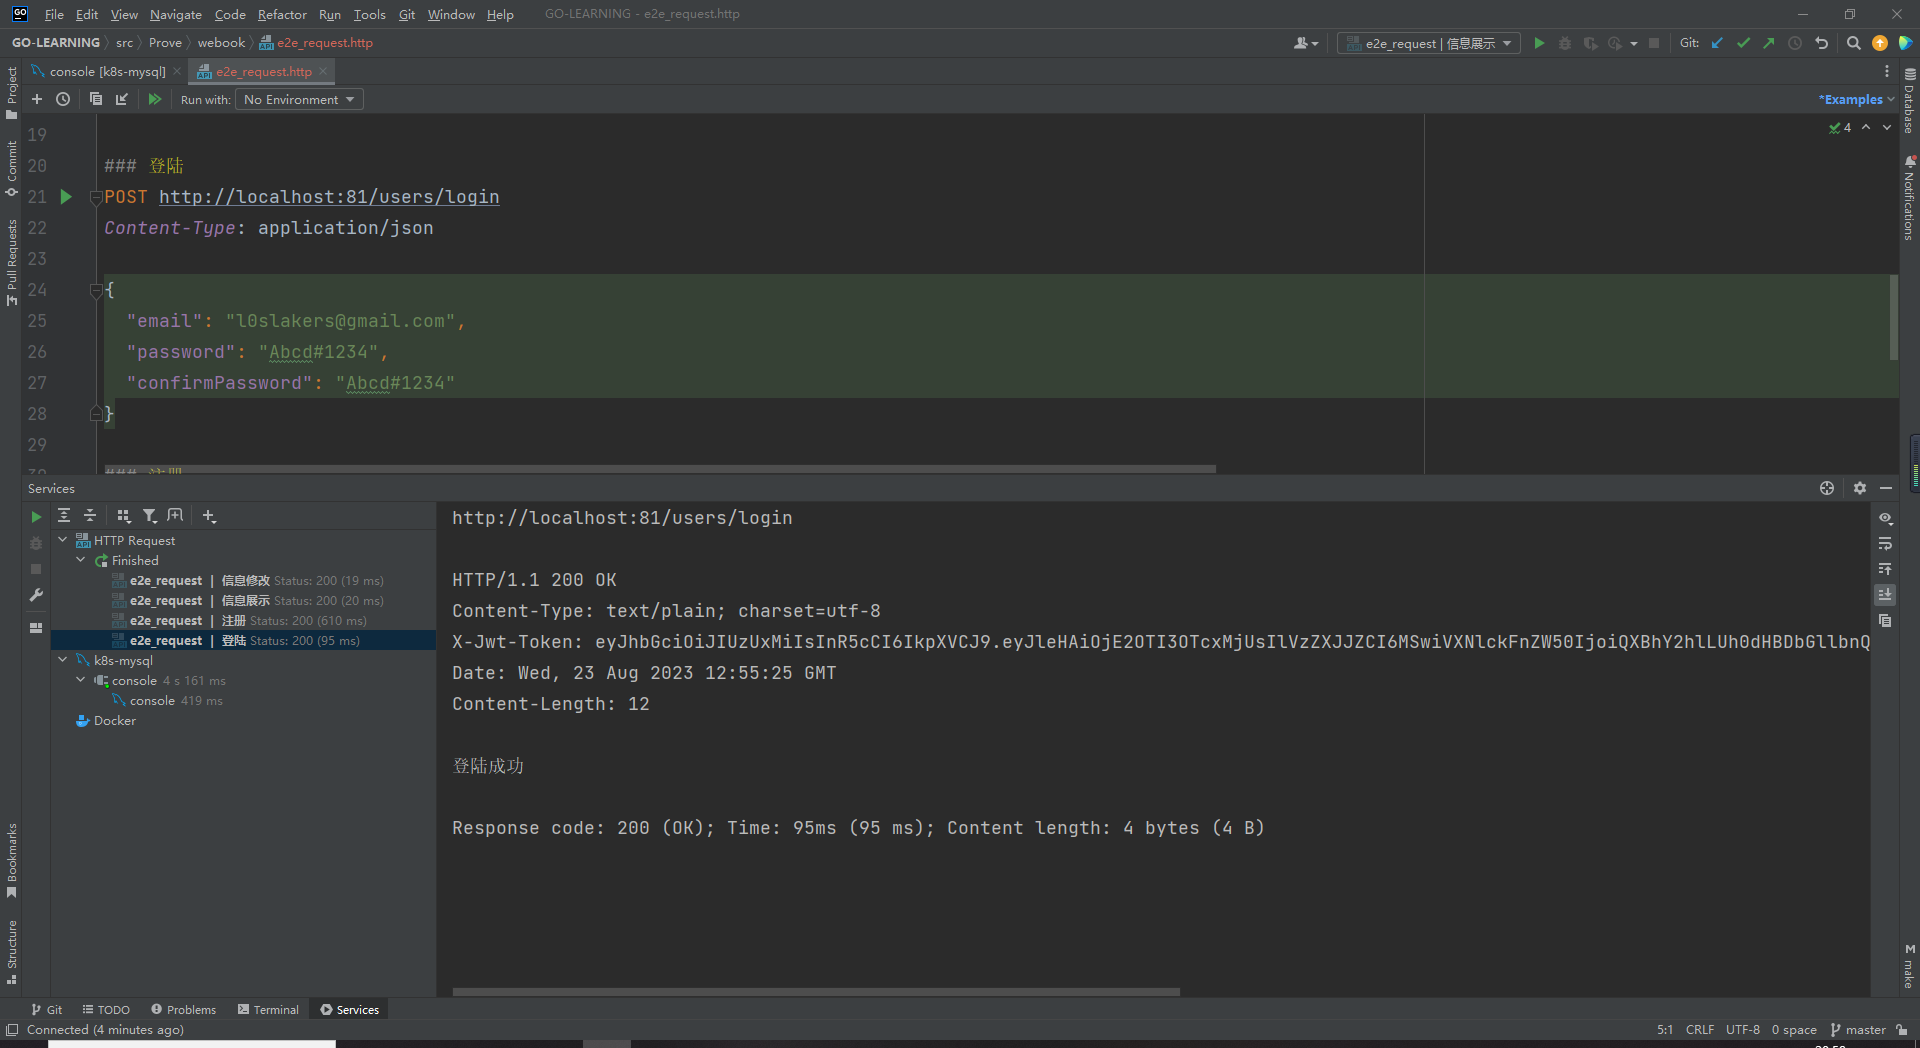 GO
File Edit View Navigate Code Refactor Run Tools Git Window Help GO-LEARNING - e2e_request.http
GO-LEARNING src Prove webook e2e_request.http
e2e_request | 信息展示 Git:
console [k8s-mysql] e2e_request.http
Run with: No Environment *Examples
4
19
20 ### 登陆
21 POST http://localhost:81/users/login
22 Content-Type: application/json
23
24 {
25 "email": "l0slakers@gmail.com",
26 "password": "Abcd#1234",
27 "confirmPassword": "Abcd#1234"
28 }
29
Services
HTTP Request
Finished
e2e_request | 信息修改 Status: 200 (19 ms)
e2e_request | 信息展示 Status: 200 (20 ms)
e2e_request | 注册 Status: 200 (610 ms)
e2e_request | 登陆 Status: 200 (95 ms)
k8s-mysql
console 4 s 161 ms
console 419 ms
Docker
http://localhost:81/users/login
HTTP/1.1 200 OK
Content-Type: text/plain; charset=utf-8
X-Jwt-Token: eyJhbGciOiJIUzUxMiIsInR5cCI6IkpXVCJ9.eyJleHAiOjE2OTI3OTcxMjUsIlVzZXJJZCI6MSwiVXNlckFnZW50IjoiQXBhY2hlLUh0dHBDbGllbnQ
Date: Wed, 23 Aug 2023 12:55:25 GMT
Content-Length: 12
登陆成功
Response code: 200 (OK); Time: 95ms (95 ms); Content length: 4 bytes (4 B)
Project
Commit
Pull Requests
Bookmarks
Structure
Database
Notifications
make
Git TODO Problems Terminal Services
Connected (4 minutes ago) 5:1 CRLF UTF-8 0 space master